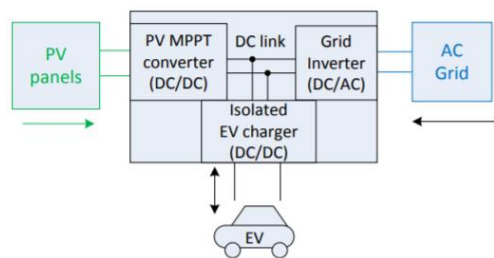 PV
panels
PV MPPT
converter
(DC/DC)
DC link
Grid
Inverter
(DC/AC)
AC
Grid
Isolated
EV charger
(DC/DC)
EV